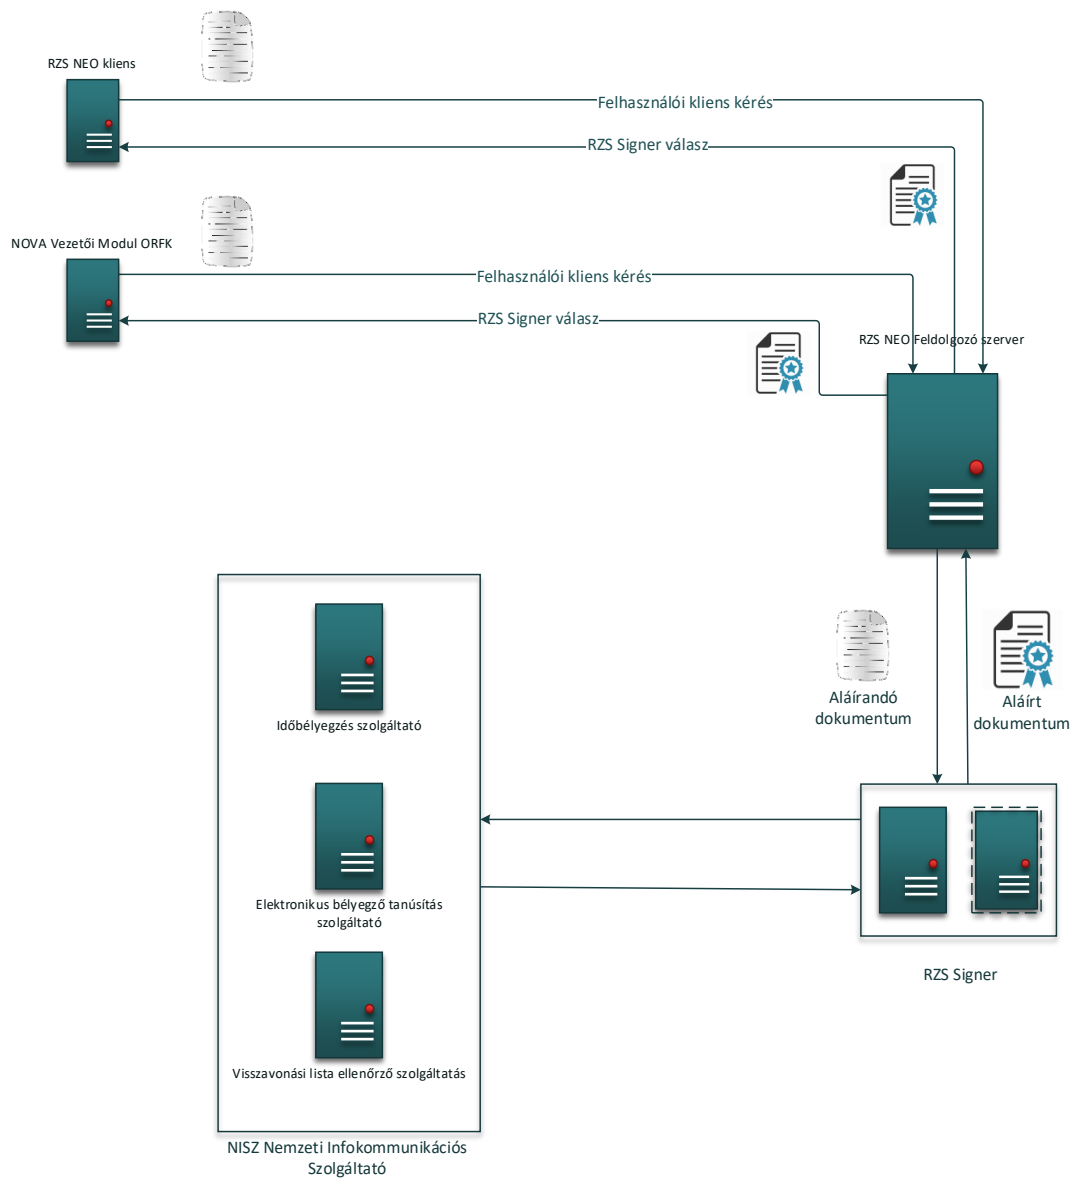 RZS NEO kliens
Felhasználói kliens kérés
RZS Signer válasz
NOVA Vezetői Modul ORFK
Felhasználói kliens kérés
RZS Signer válasz
RZS NEO Feldolgozó szerver
Időbélyegzés szolgáltató
Aláírandó
dokumentum
Aláírt
dokumentum
Elektronikus bélyegző tanúsítás
szolgáltató
RZS Signer
Visszavonási lista ellenőrző szolgáltatás
NISZ Nemzeti Infokommunikációs
Szolgáltató